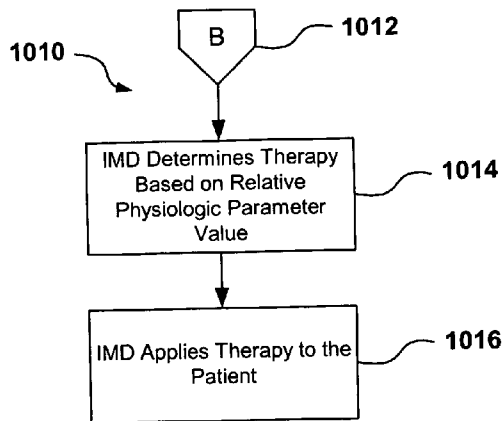 B
1012
1010
IMD Determines Therapy
Based on Relative
Physiologic Parameter
Value
1014
IMD Applies Therapy to the
Patient
1016